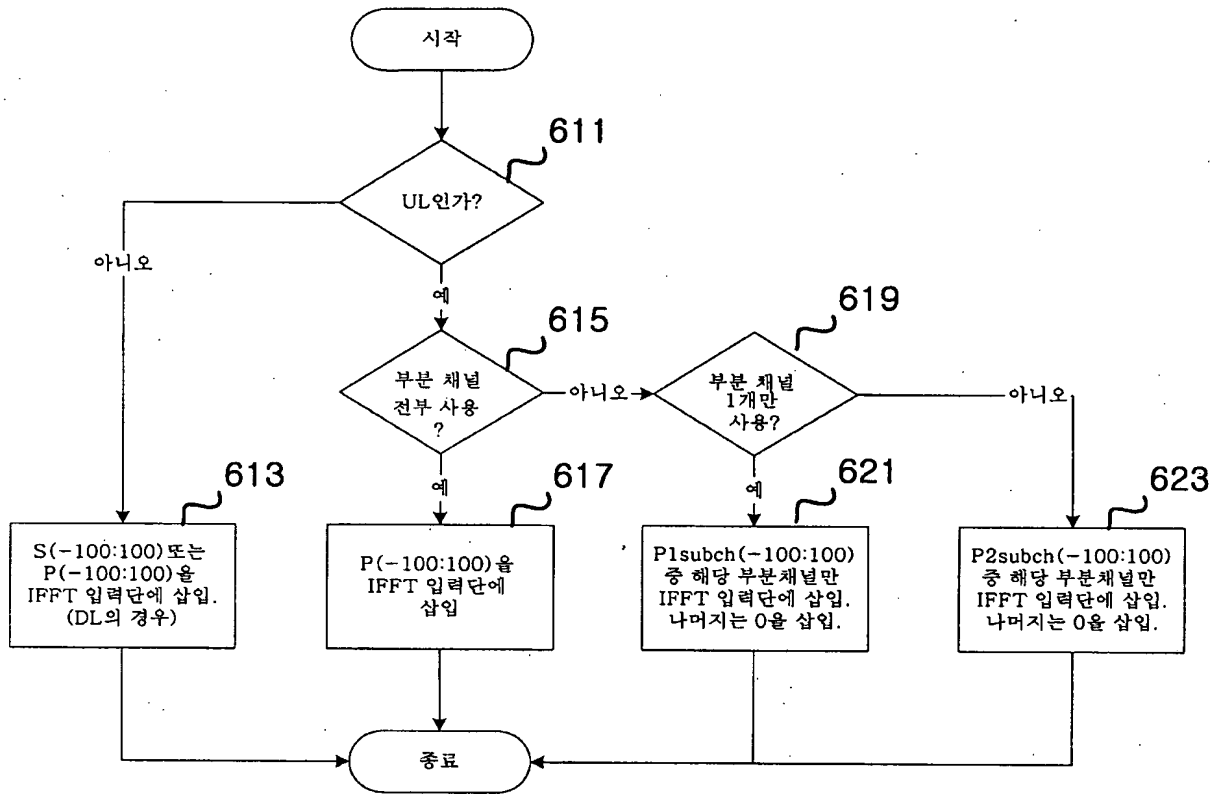 시작
611
UL인가?
아니오
예
615
부분 채널
전부 사용
?
아니오
619
부분 채널
1개만
사용?
아니오
예
예
613
S(-100:100)또는
P(-100:100)을
IFFT 입력단에 삽입.
(DL의 경우)
617
P(-100:100)을
IFFT 입력단에
삽입
621
P1subch(-100:100)
중 해당 부분채널만
IFFT 입력단에 삽입.
나머지는 0을 삽입.
623
P2subch(-100:100)
중 해당 부분채널만
IFFT 입력단에 삽입.
나머지는 0을 삽입.
종료